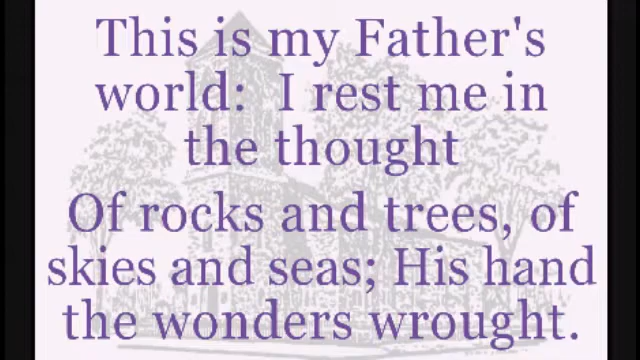 This is my Father's
world:  I rest me in
the thought
Of rocks and trees, of
skies and seas; His hand
the wonders wrought.